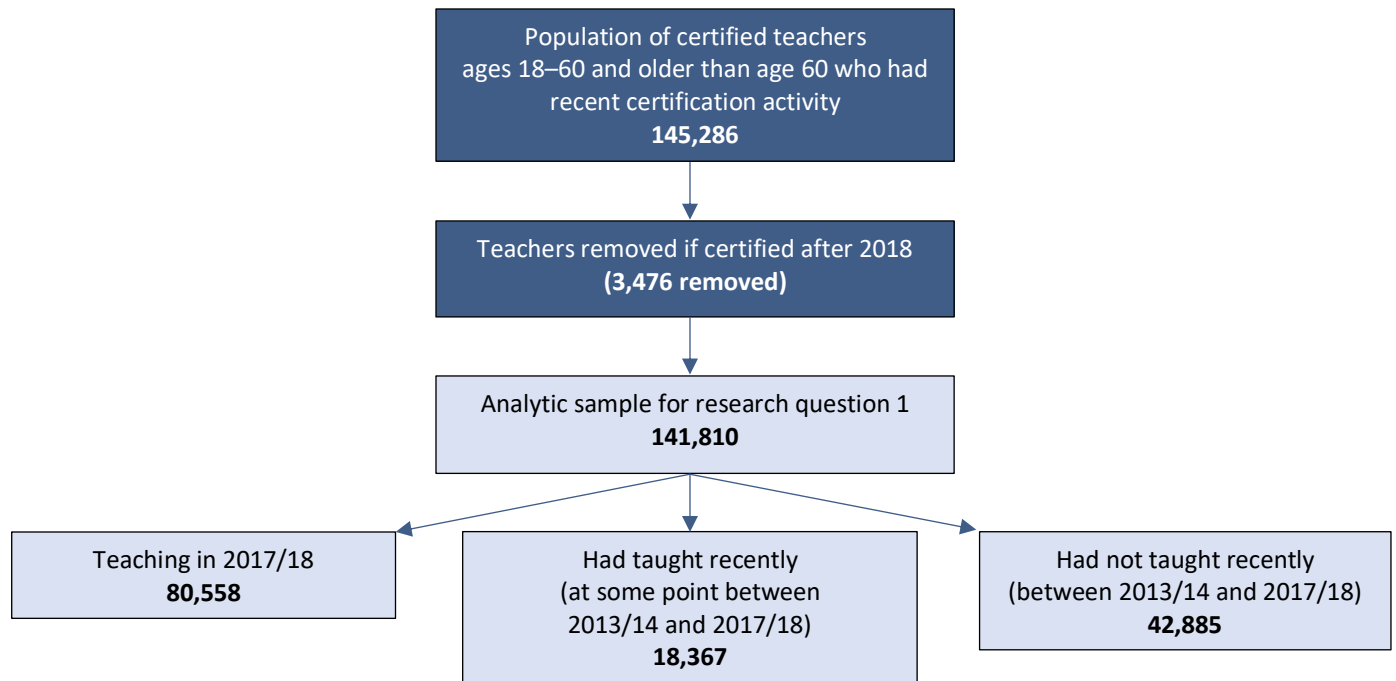 Population of certified teachers
ages 18–60 and older than age 60 who had
recent certification activity
145,286
Teachers removed if certified after 2018
(3,476 removed)
Analytic sample for research question 1
141,810
Teaching in 2017/18
80,558
Had taught recently
(at some point between
2013/14 and 2017/18)
18,367
Had not taught recently
(between 2013/14 and 2017/18)
42,885